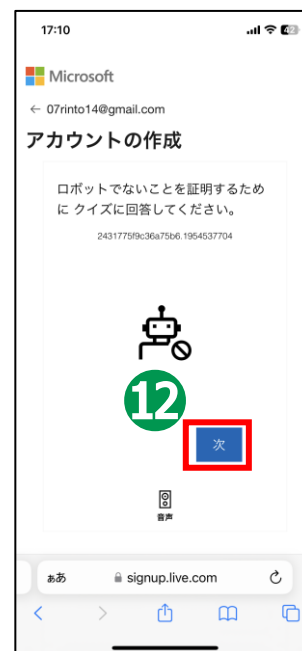 17:10
42
Microsoft
← 07rinto14@gmail.com
アカウントの作成
ロボットでないことを証明するため
に クイズに回答してください。
2431775f9c36a75b6.1954537704
12
次
音声
ぁあ signup.live.com